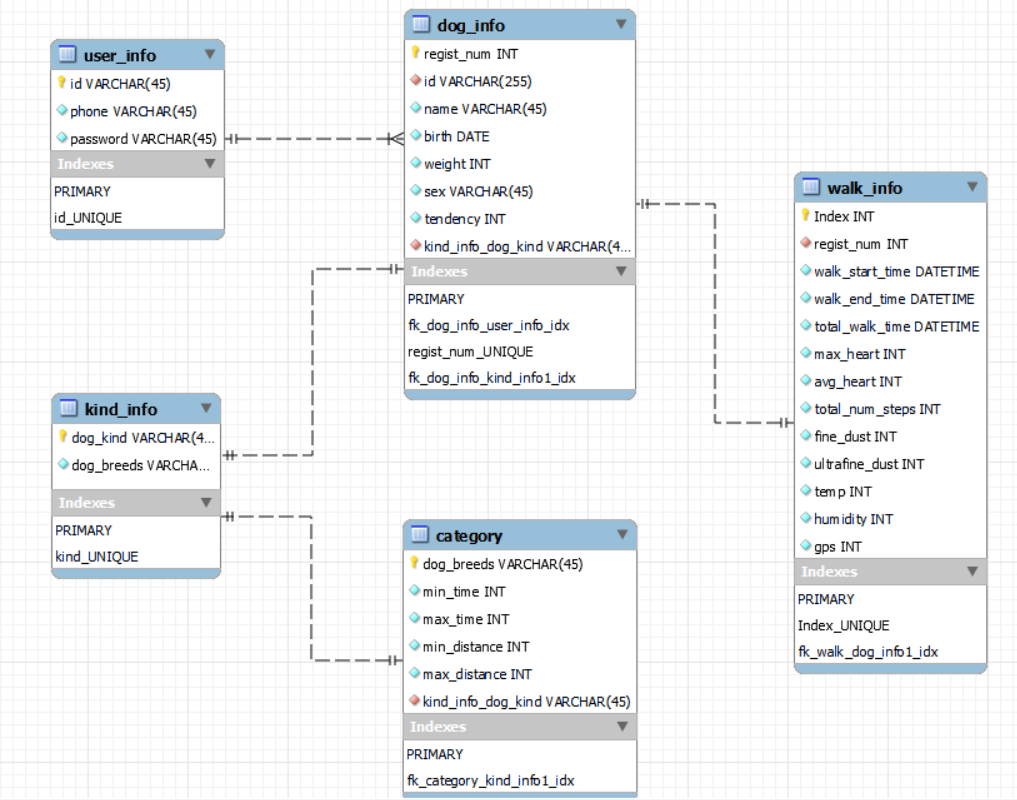 user_info
id VARCHAR(45)
phone VARCHAR(45)
password VARCHAR(45)
Indexes
PRIMARY
id_UNIQUE
dog_info
regist_num INT
id VARCHAR(255)
name VARCHAR(45)
birth DATE
weight INT
sex VARCHAR(45)
tendency INT
kind_info_dog_kind VARCHAR(4...
Indexes
PRIMARY
fk_dog_info_user_info_idx
regist_num_UNIQUE
fk_dog_info_kind_info1_idx
walk_info
Index INT
regist_num INT
walk_start_time DATETIME
walk_end_time DATETIME
total_walk_time DATETIME
max_heart INT
avg_heart INT
total_num_steps INT
fine_dust INT
ultrafine_dust INT
temp INT
humidity INT
gps INT
Indexes
PRIMARY
Index_UNIQUE
fk_walk_dog_info1_idx
kind_info
dog_kind VARCHAR(4...
dog_breeds VARCHA...
Indexes
PRIMARY
kind_UNIQUE
category
dog_breeds VARCHAR(45)
min_time INT
max_time INT
min_distance INT
max_distance INT
kind_info_dog_kind VARCHAR(45)
Indexes
PRIMARY
fk_category_kind_info1_idx